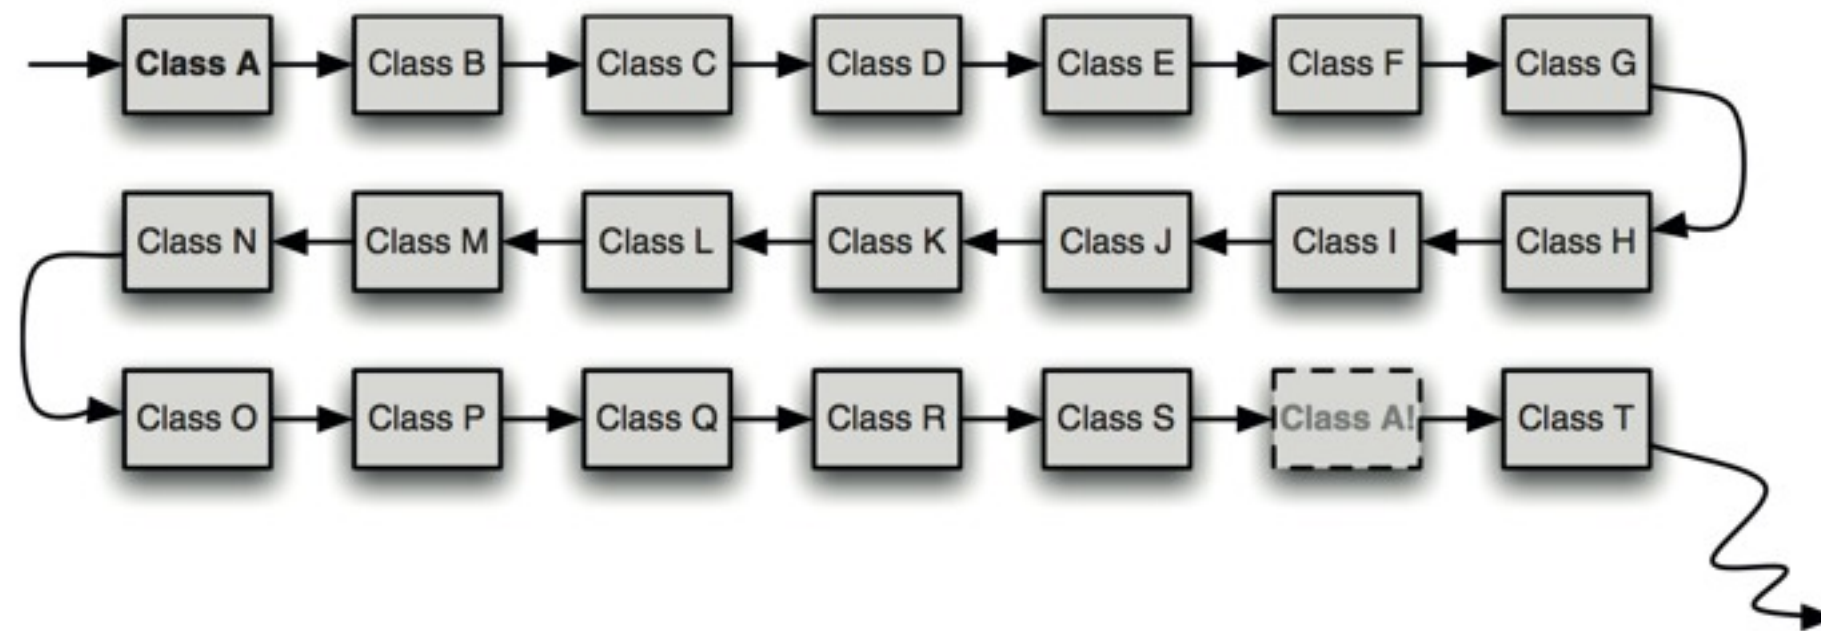 Class A
Class B
Class C
Class D
Class E
Class F
Class G
Class H
Class I
Class J
Class K
Class L
Class M
Class N
Class O
Class P
Class Q
Class R
Class S
Class A!
Class T